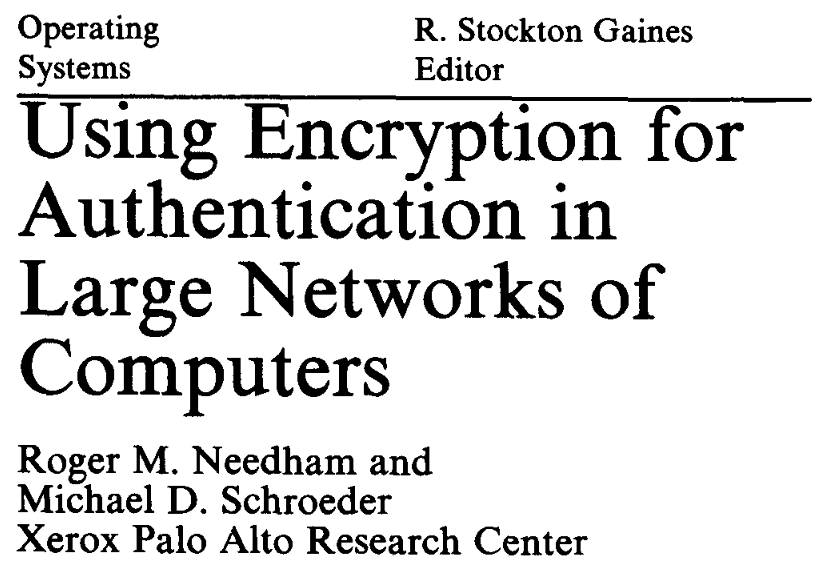 Operating
Systems
R. Stockton Gaines
Editor
Using Encryption for
Authentication in
Large Networks of
Computers
Roger M. Needham and
Michael D. Schroeder
Xerox Palo Alto Research Center